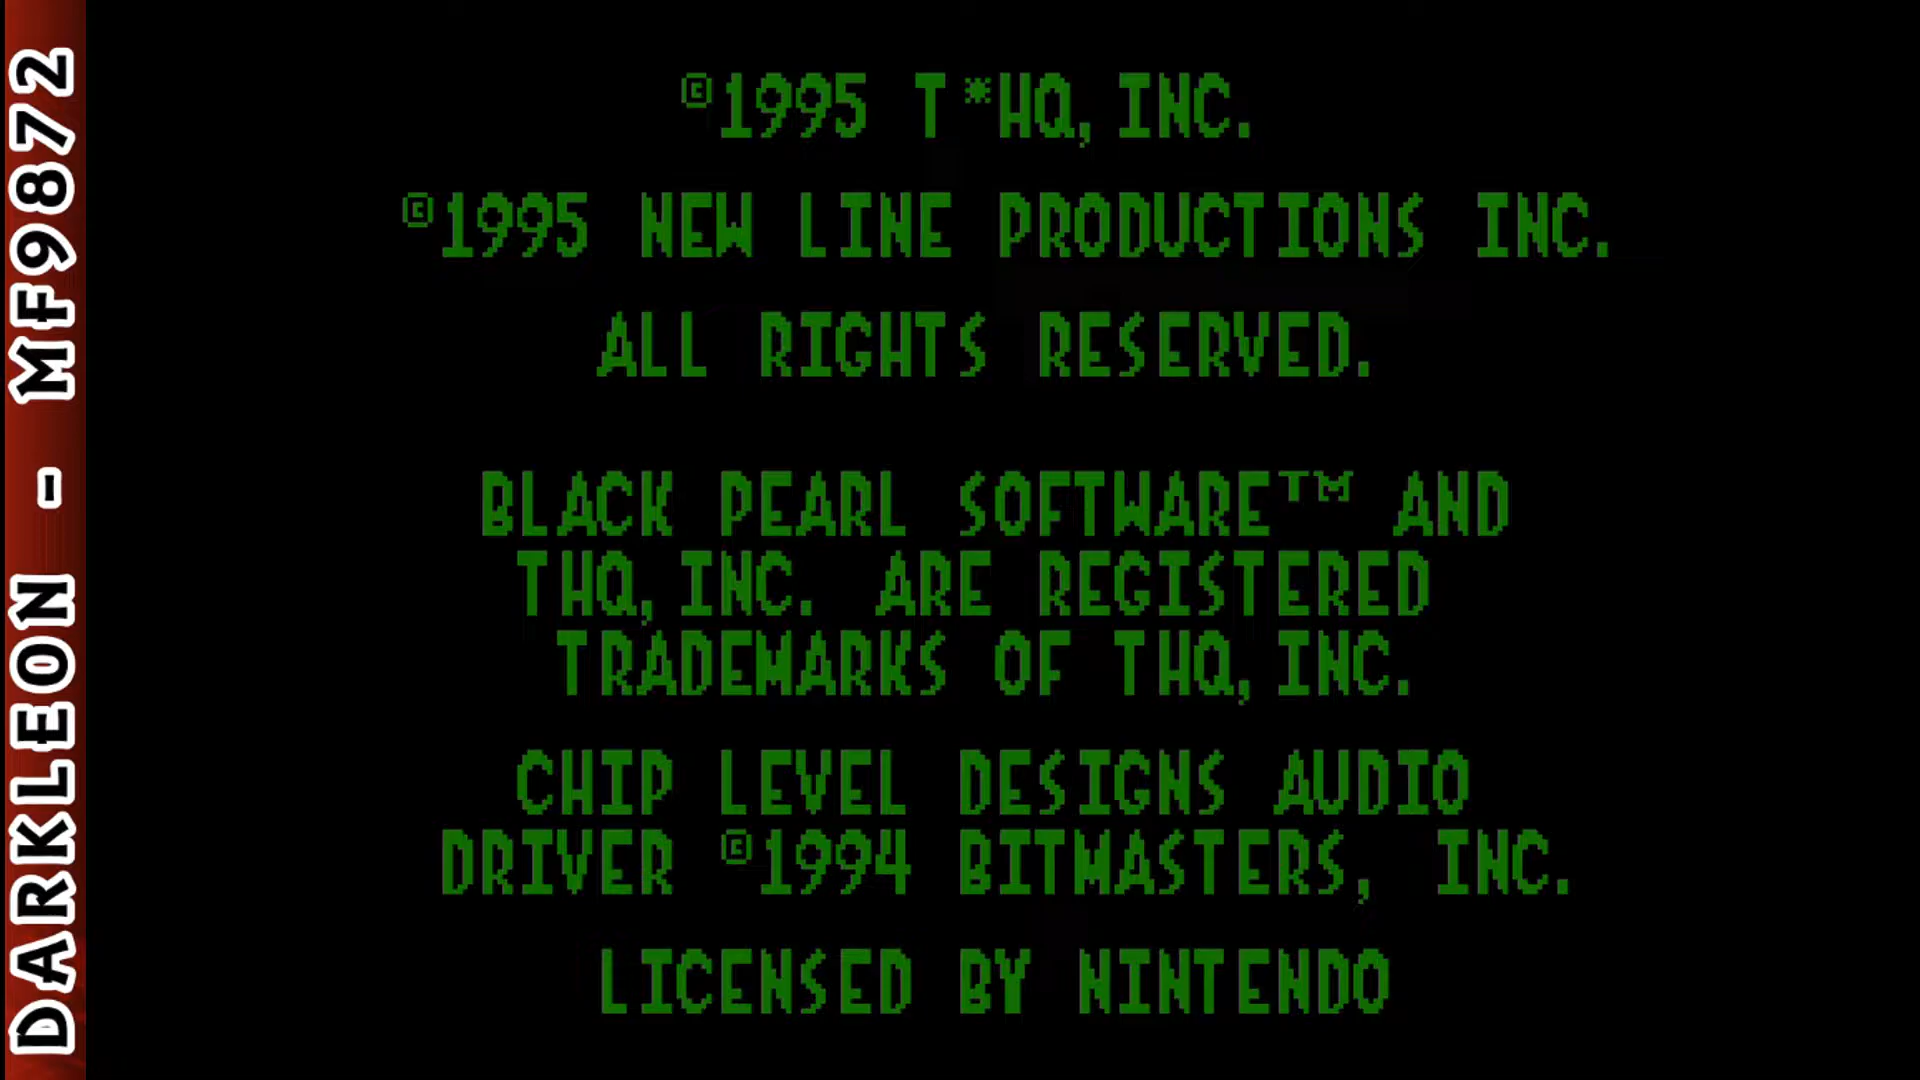 ©1995 T*HQ, INC.
©1995 NEW LINE PRODUCTIONS INC.
ALL RIGHTS RESERVED.
BLACK PEARL SOFTWARE™ AND
THQ, INC. ARE REGISTERED
TRADEMARKS OF THQ, INC.
CHIP LEVEL DESIGNS AUDIO
DRIVER ©1994 BITMASTERS, INC.
LICENSED BY NINTENDO
DARKLEON - MF9872